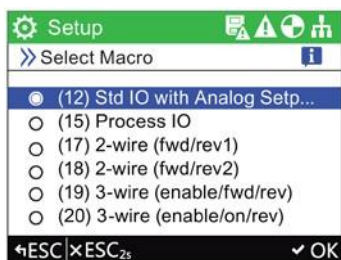 Setup
Select Macro
i
(12) Std IO with Analog Setp...
(15) Process IO
(17) 2-wire (fwd/rev1)
(18) 2-wire (fwd/rev2)
(19) 3-wire (enable/fwd/rev)
(20) 3-wire (enable/on/rev)
↰ESC|×ESC2s ✔OK